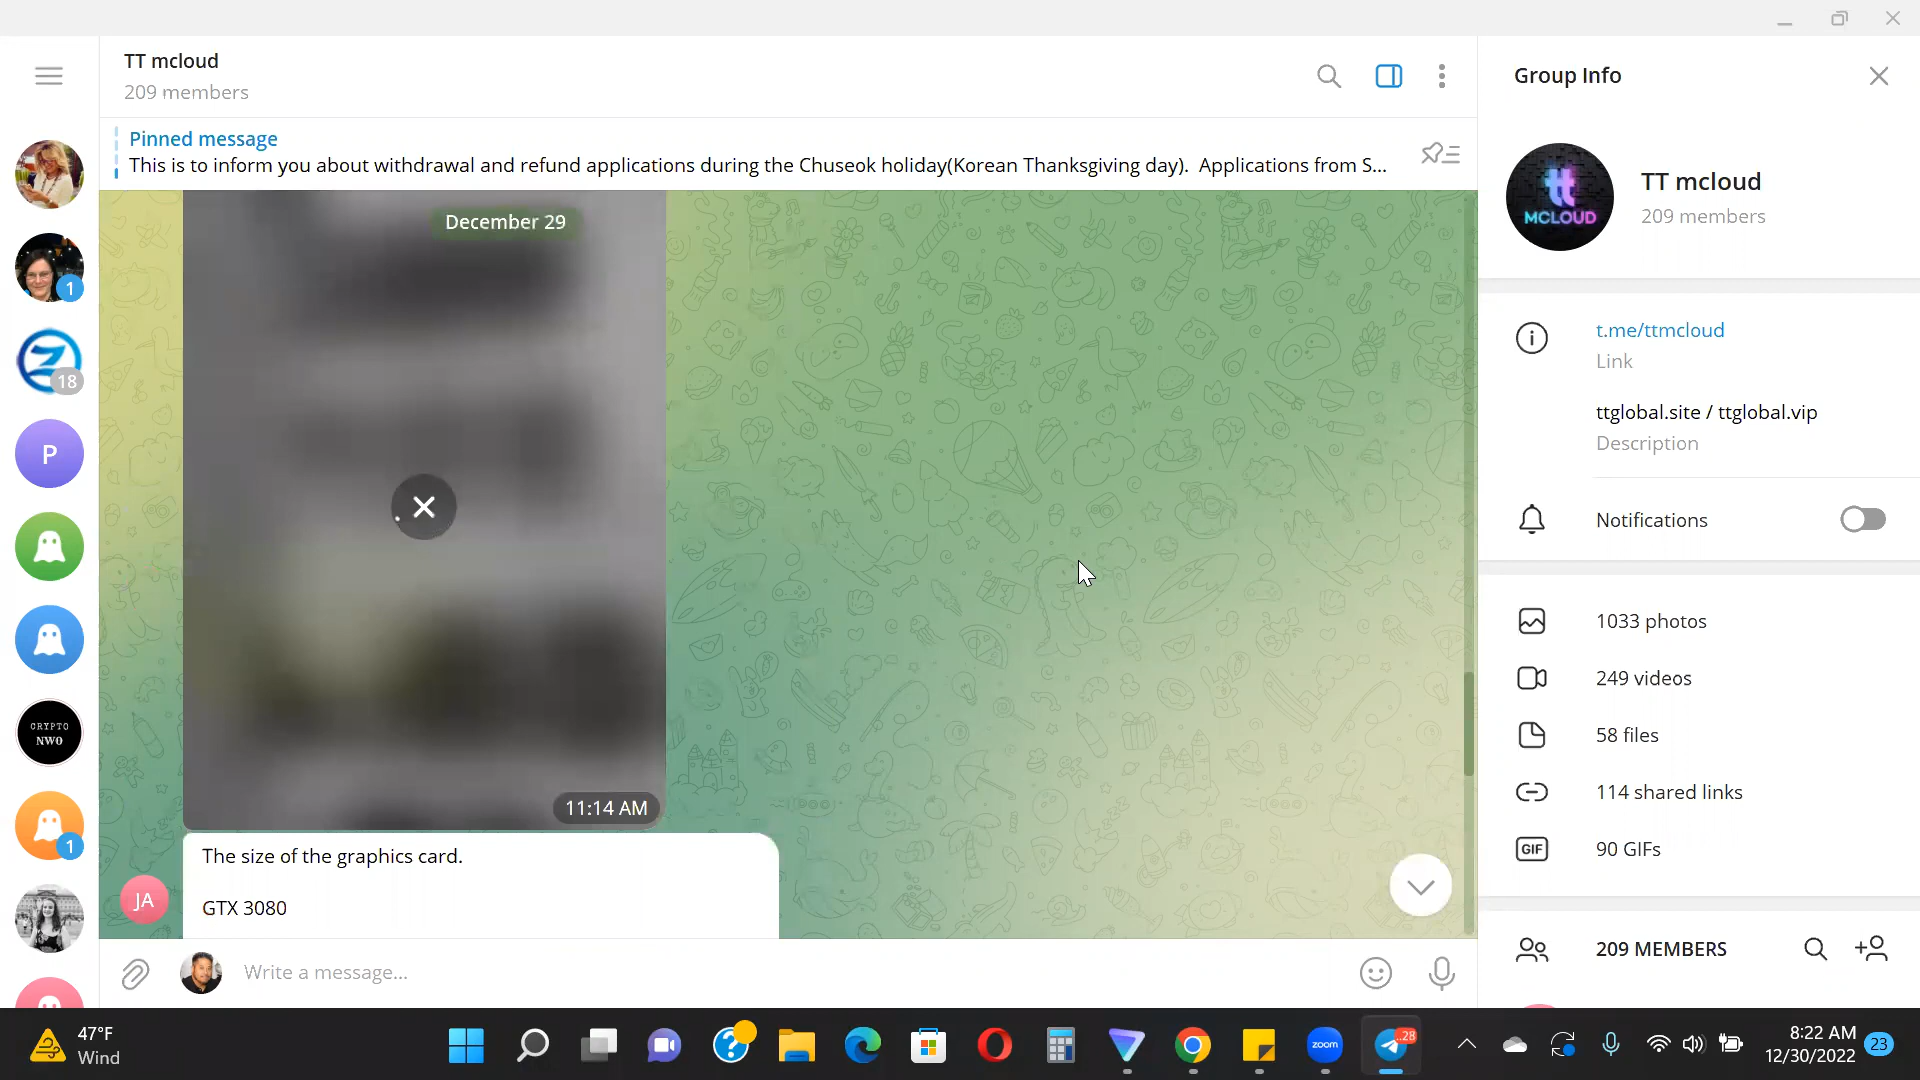 TT mcloud
209 members
Pinned message
This is to inform you about withdrawal and refund applications during the Chuseok holiday(Korean Thanksgiving day). Applications from S...
December 29
11:14 AM
The size of the graphics card.
GTX 3080
JA
Write a message...
1
18
P
CRYPTO
NWO
1
Group Info
tt
MCLOUD
TT mcloud
209 members
t.me/ttmcloud
Link
ttglobal.site / ttglobal.vip
Description
Notifications
1033 photos
249 videos
58 files
114 shared links
GIF
90 GIFs
209 MEMBERS
47°F
Wind
zoom
..28
8:22 AM
12/30/2022
23